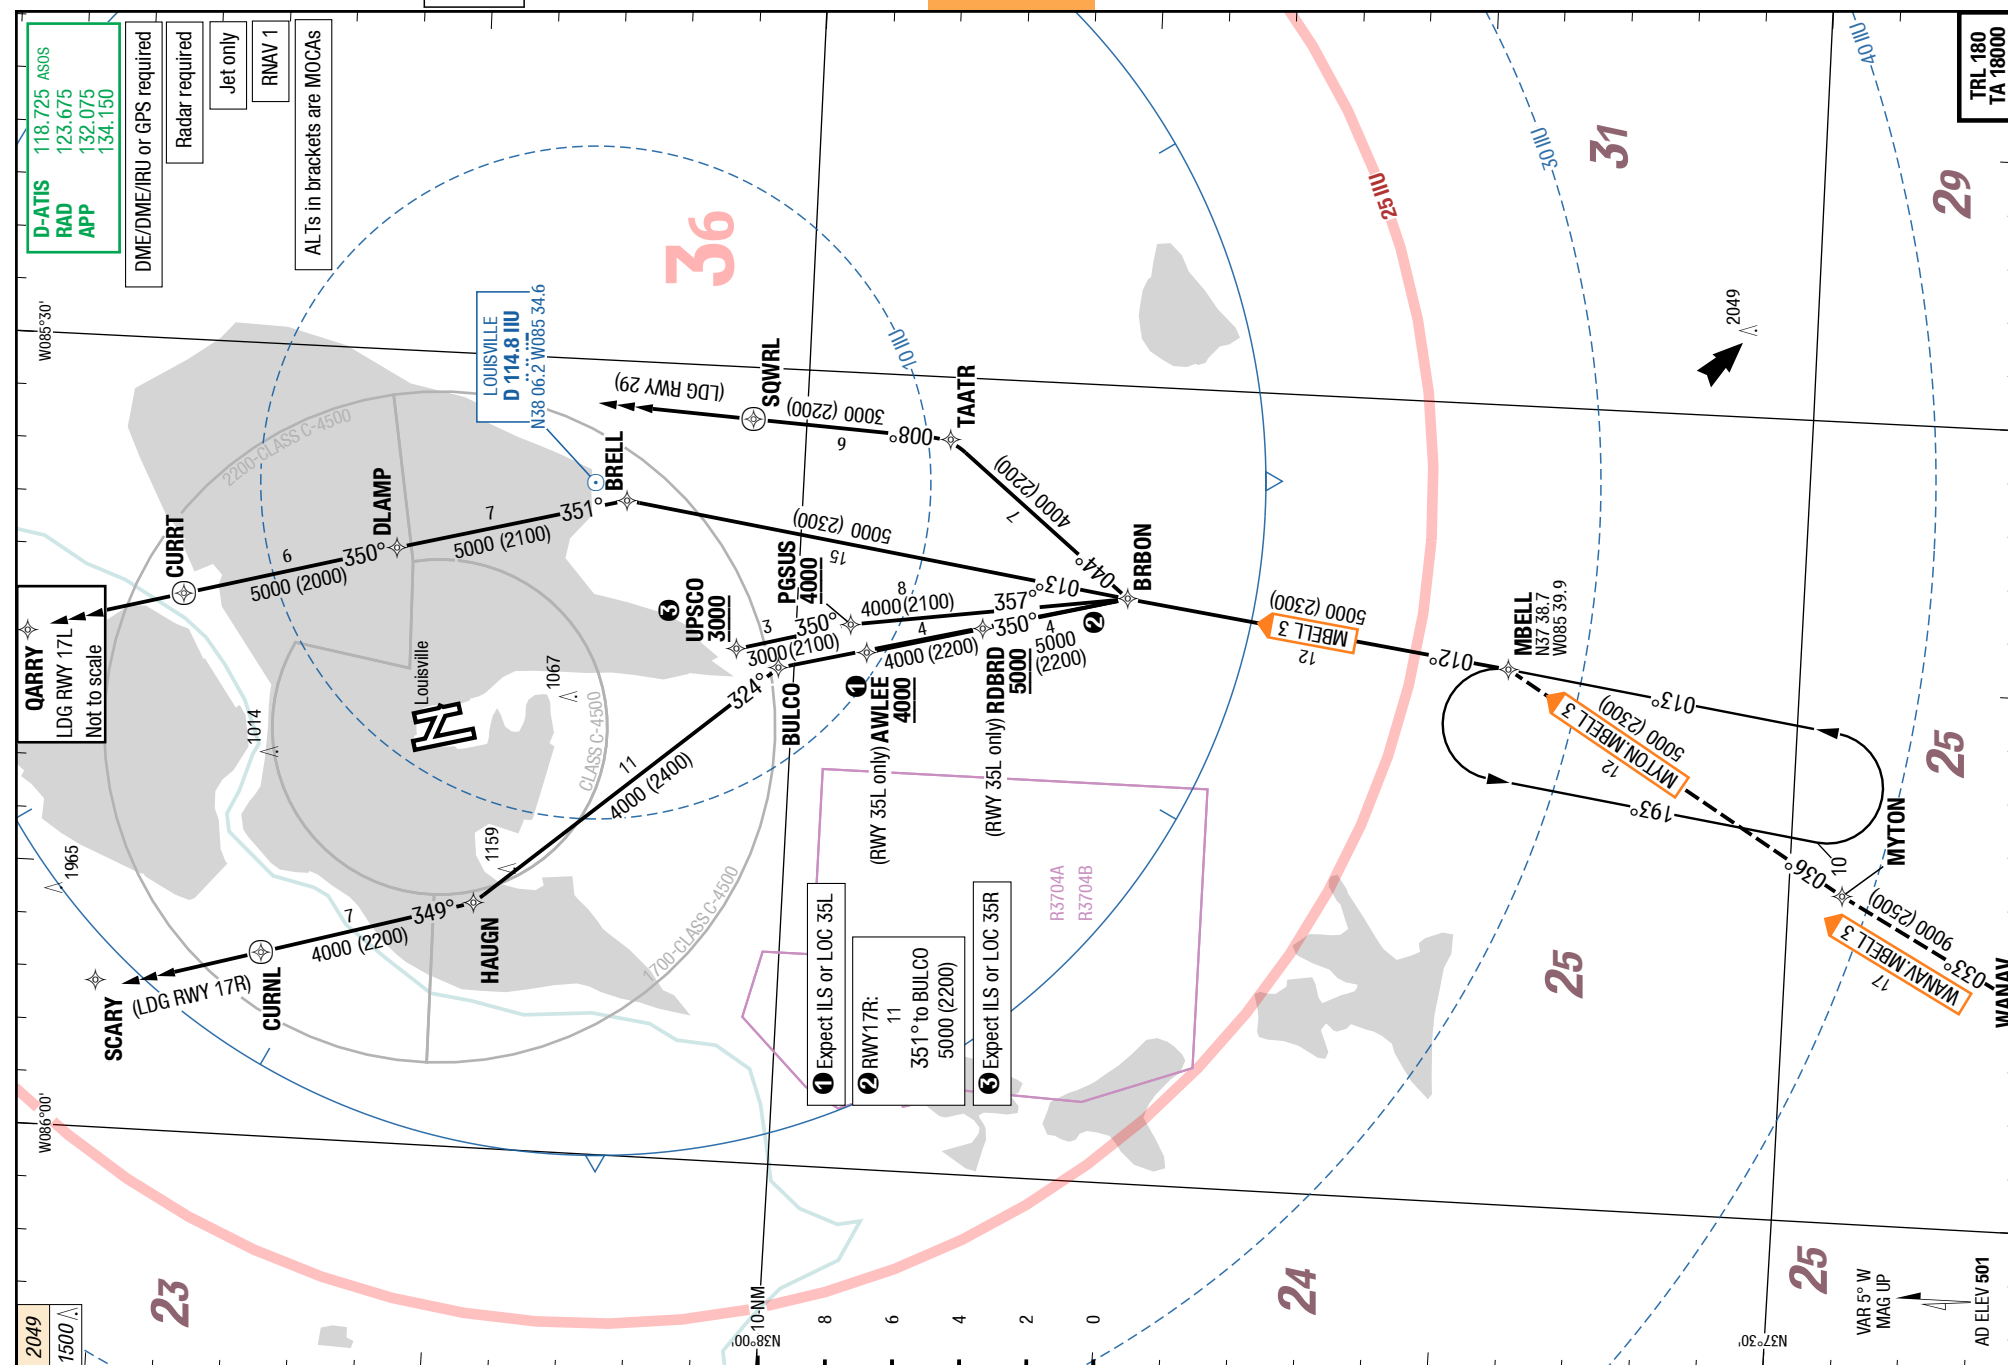 D-ATIS 118.725 ASOS
RAD 123.675
APP 132.075
134.150
DME/DME/IRU or GPS required
Radar required
Jet only
RNAV 1
ALTs in brackets are MOCAs
TRL 180
TA 18000
W085°30'
LOUISVILLE
D 114.8 IIU
N38 06.2 W085 34.6
36
31
29
10 IIU
25 IIU
30 IIU
40 IIU
2049
2200-CLASS C-4500
CLASS C-4500
1700-CLASS C-4500
QARRY
LDG RWY 17L
Not to scale
CURRT
6
5000 (2000)
350°
DLAMP
7
5000 (2100)
351°
BRELL
15
5000 (2300)
013°
(LDG RWY 29)
SQWRL
6
3000 (2200)
008°
TAATR
7
4000 (2200)
044°
BRBON
3 UPSCO
3000
3
3000 (2100)
350°
PGSUS
4000
8
4000 (2100)
357°
BULCO
324°
11
4000 (2400)
1
(RWY 35L only) AWLEE
4000
4
4000 (2200)
350°
(RWY 35L only) RDBRD
5000
4
5000
(2200)
2
Louisville
1014
1067
1159
1965
HAUGN
349°
7
4000 (2200)
CURNL
(LDG RWY 17R)
SCARY
MBELL 3
12
5000 (2300)
012°
MBELL
N37 38.7
W085 39.9
013°
193°
10
MYTON.MBELL 3
12
5000 (2300)
036°
MYTON
WANAV.MBELL 3
17
9000 (2500)
033°
WANAV
R3704A
R3704B
1 Expect ILS or LOC 35L
2 RWY17R:
11
351° to BULCO
5000 (2200)
3 Expect ILS or LOC 35R
25
25
25
24
23
W086°00'
N38°00'
N37°30'
10-NM
8
6
4
2
0
2049
1500
VAR 5° W
MAG UP
AD ELEV 501